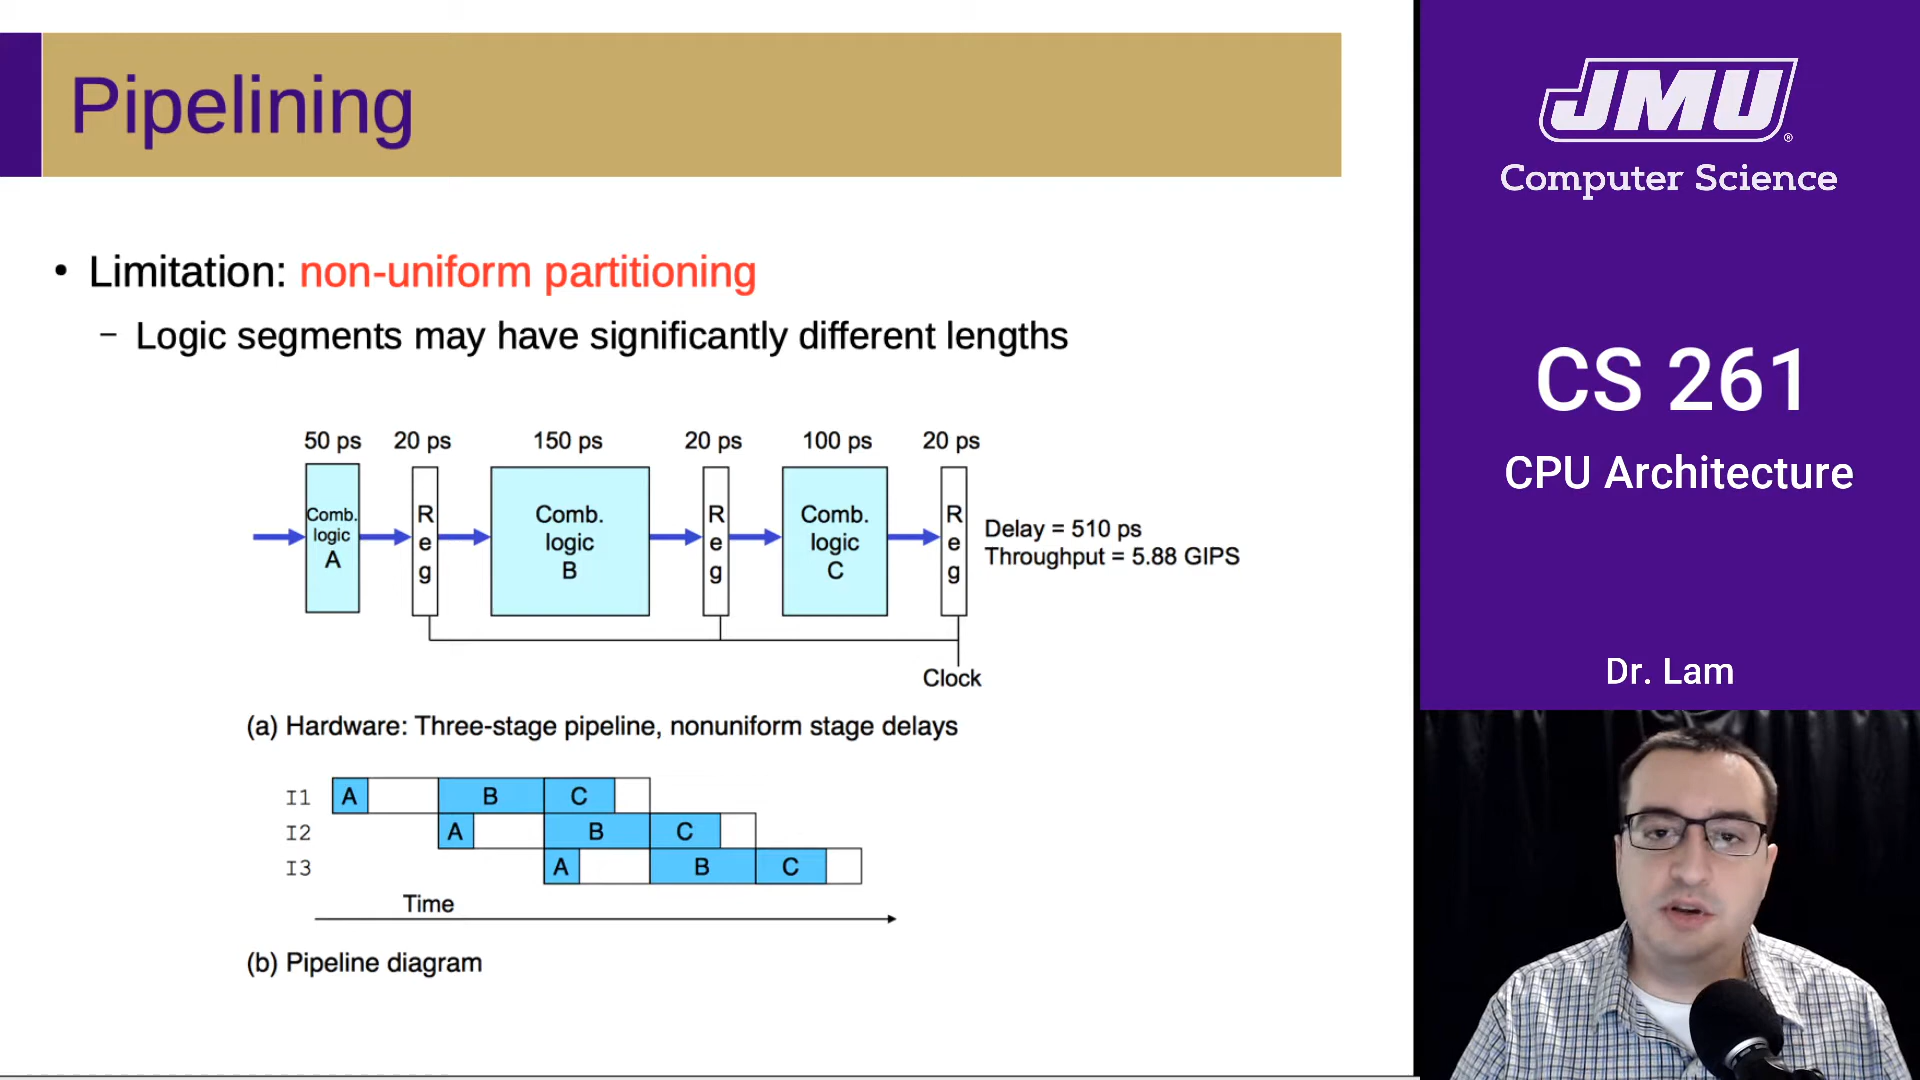 Pipelining
• Limitation: non-uniform partitioning
– Logic segments may have significantly different lengths
50 ps 20 ps 150 ps 20 ps 100 ps 20 ps
Comb. logic A
Reg
Comb. logic B
Reg
Comb. logic C
Reg
Delay = 510 ps
Throughput = 5.88 GIPS
Clock
(a) Hardware: Three-stage pipeline, nonuniform stage delays
I1 A B C
I2 A B C
I3 A B C
Time
(b) Pipeline diagram
JMU®
Computer Science
CS 261
CPU Architecture
Dr. Lam